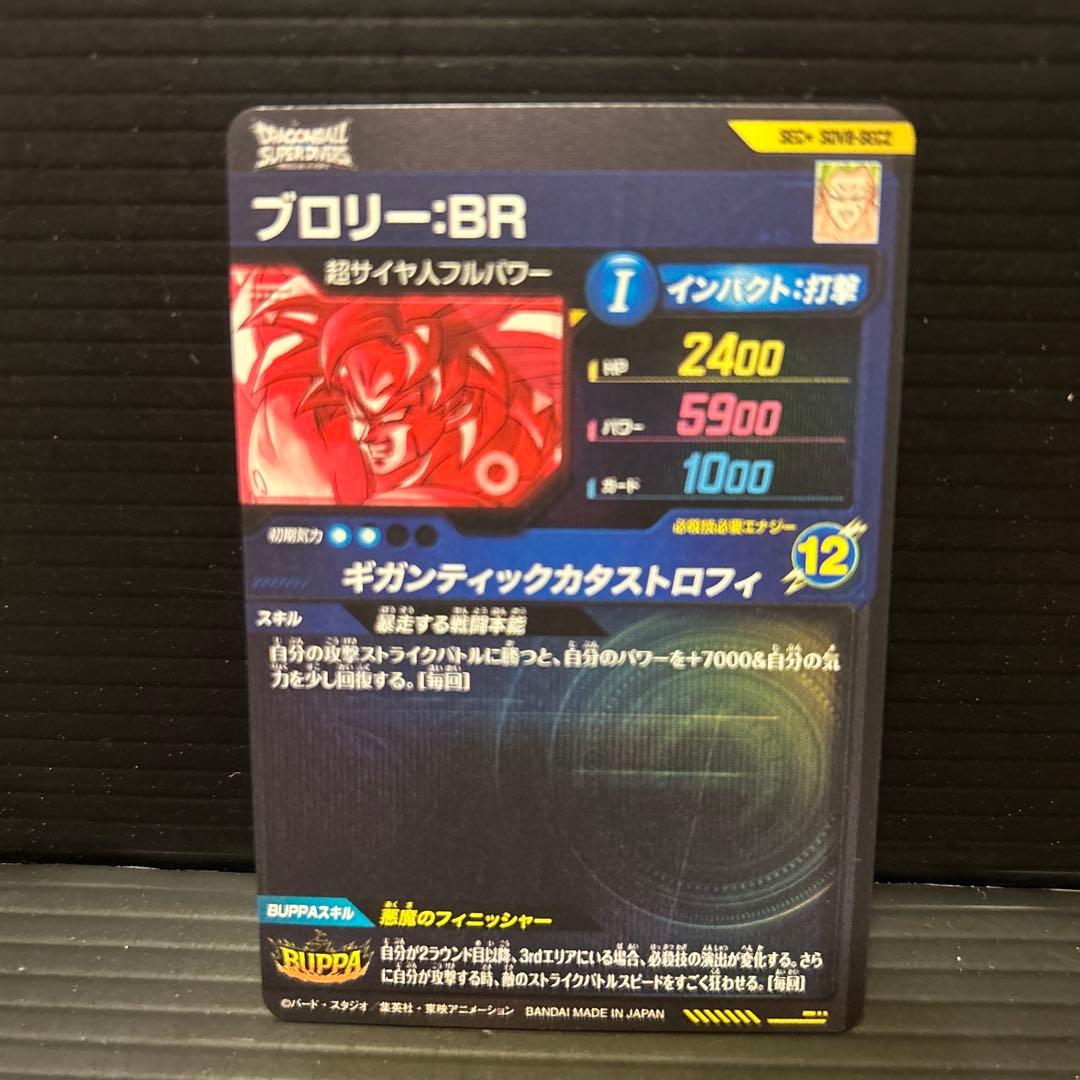 DRAGONBALL
SUPER DIVERS
SEC★ SDV8-SEC2
ブロリー:BR
超サイヤ人フルパワー
I
インパクト:打撃
HP 2400
パワー 5900
ガード 1000
初期気力
必殺技必要エナジー
12
ギガンティックカタストロフィ
スキル
暴走する戦闘本能
自分の攻撃ストライクバトルに勝つと、自分のパワーを+7000&自分の気
力を少し回復する。[毎回]
BUPPAスキル
悪魔のフィニッシャー
BUPPA
自分が2ラウンド目以降、3rdエリアにいる場合、必殺技の演出が変化する。さら
に自分が攻撃する時、敵のストライクバトルスピードをすごく狂わせる。[毎回]
©バード・スタジオ/集英社・東映アニメーション BANDAI MADE IN JAPAN